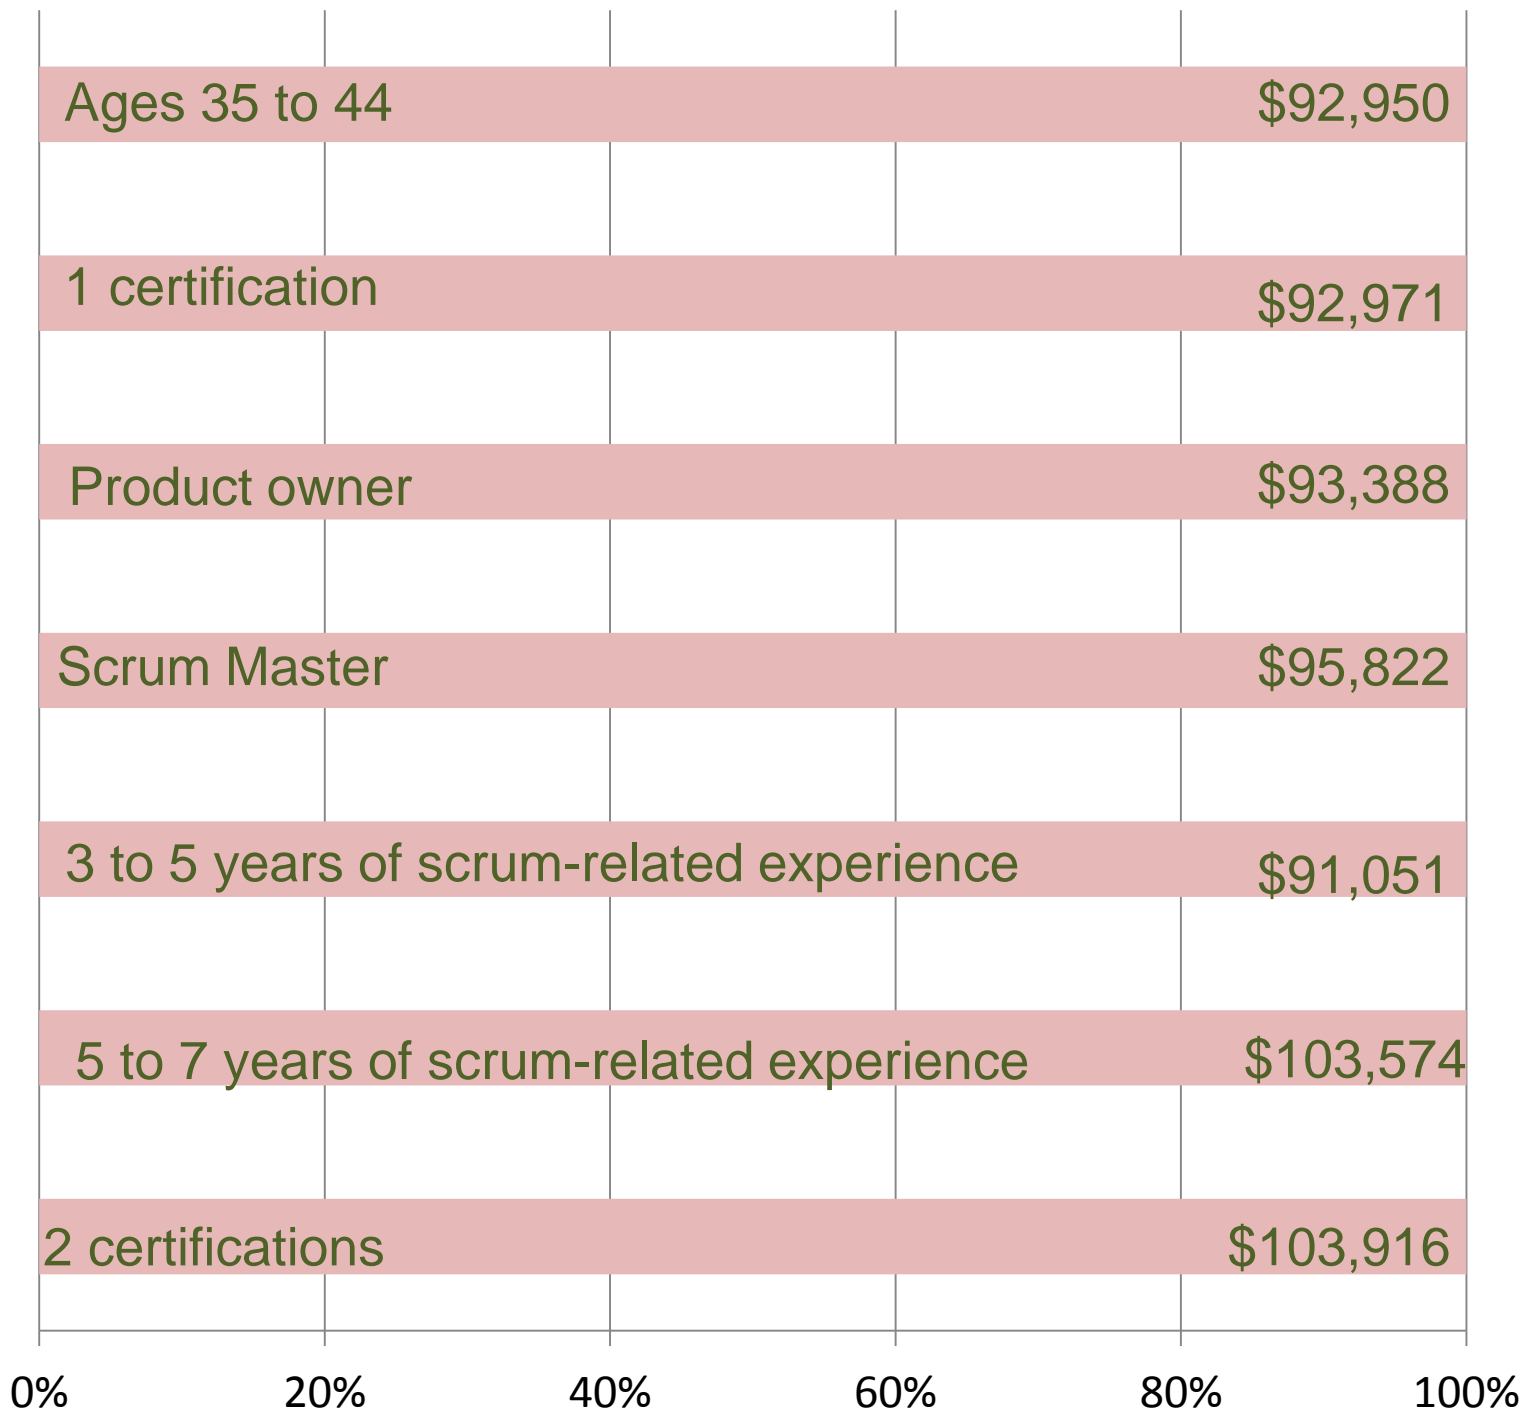 Ages 35 to 44 $92,950
1 certification $92,971
Product owner $93,388
Scrum Master $95,822
3 to 5 years of scrum-related experience $91,051
5 to 7 years of scrum-related experience $103,574
2 certifications $103,916
0% 20% 40% 60% 80% 100%